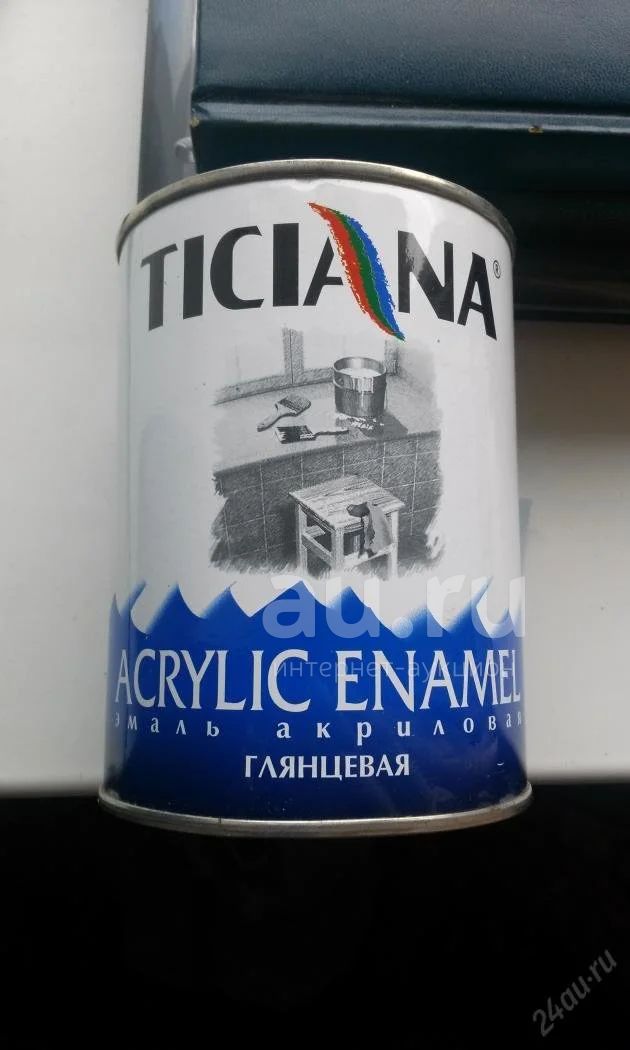 TICIANA®
au.ru
интернет-аукцион
ACRYLIC ENAMEL
эмаль акриловая
ГЛЯНЦЕВАЯ
24au.ru